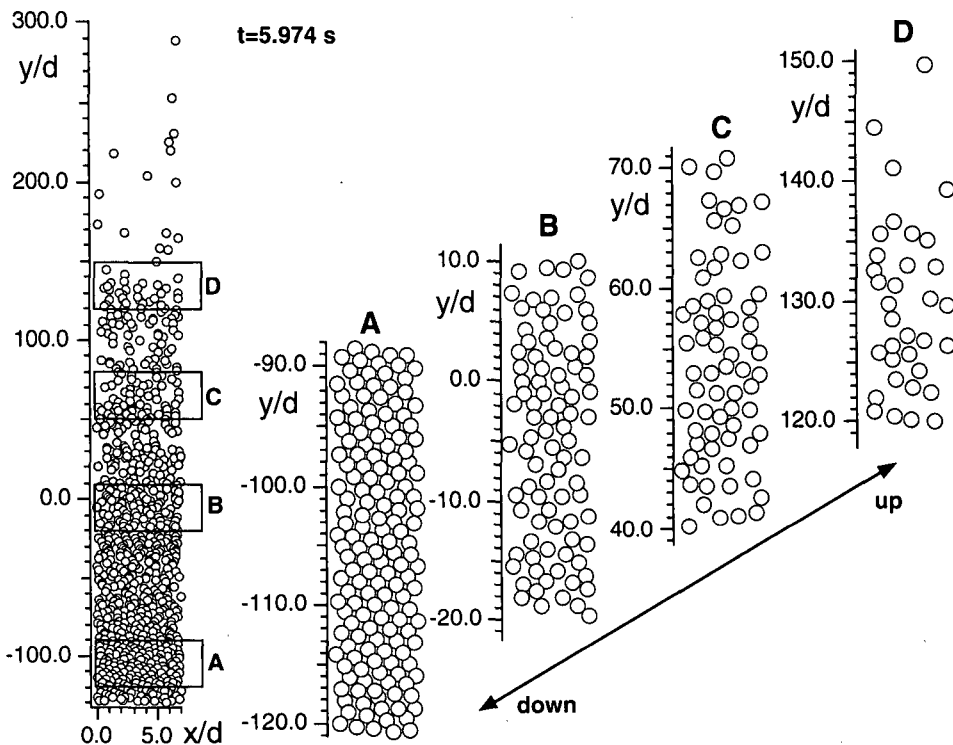 t=5.974 s
300.0
y/d
200.0
100.0
0.0
-100.0
D
C
B
A
0.0 5.0 x/d
A
-90.0
y/d
-100.0
-110.0
-120.0
B
10.0
y/d
0.0
-10.0
-20.0
C
70.0
y/d
60.0
50.0
40.0
D
150.0
y/d
140.0
130.0
120.0
up
down